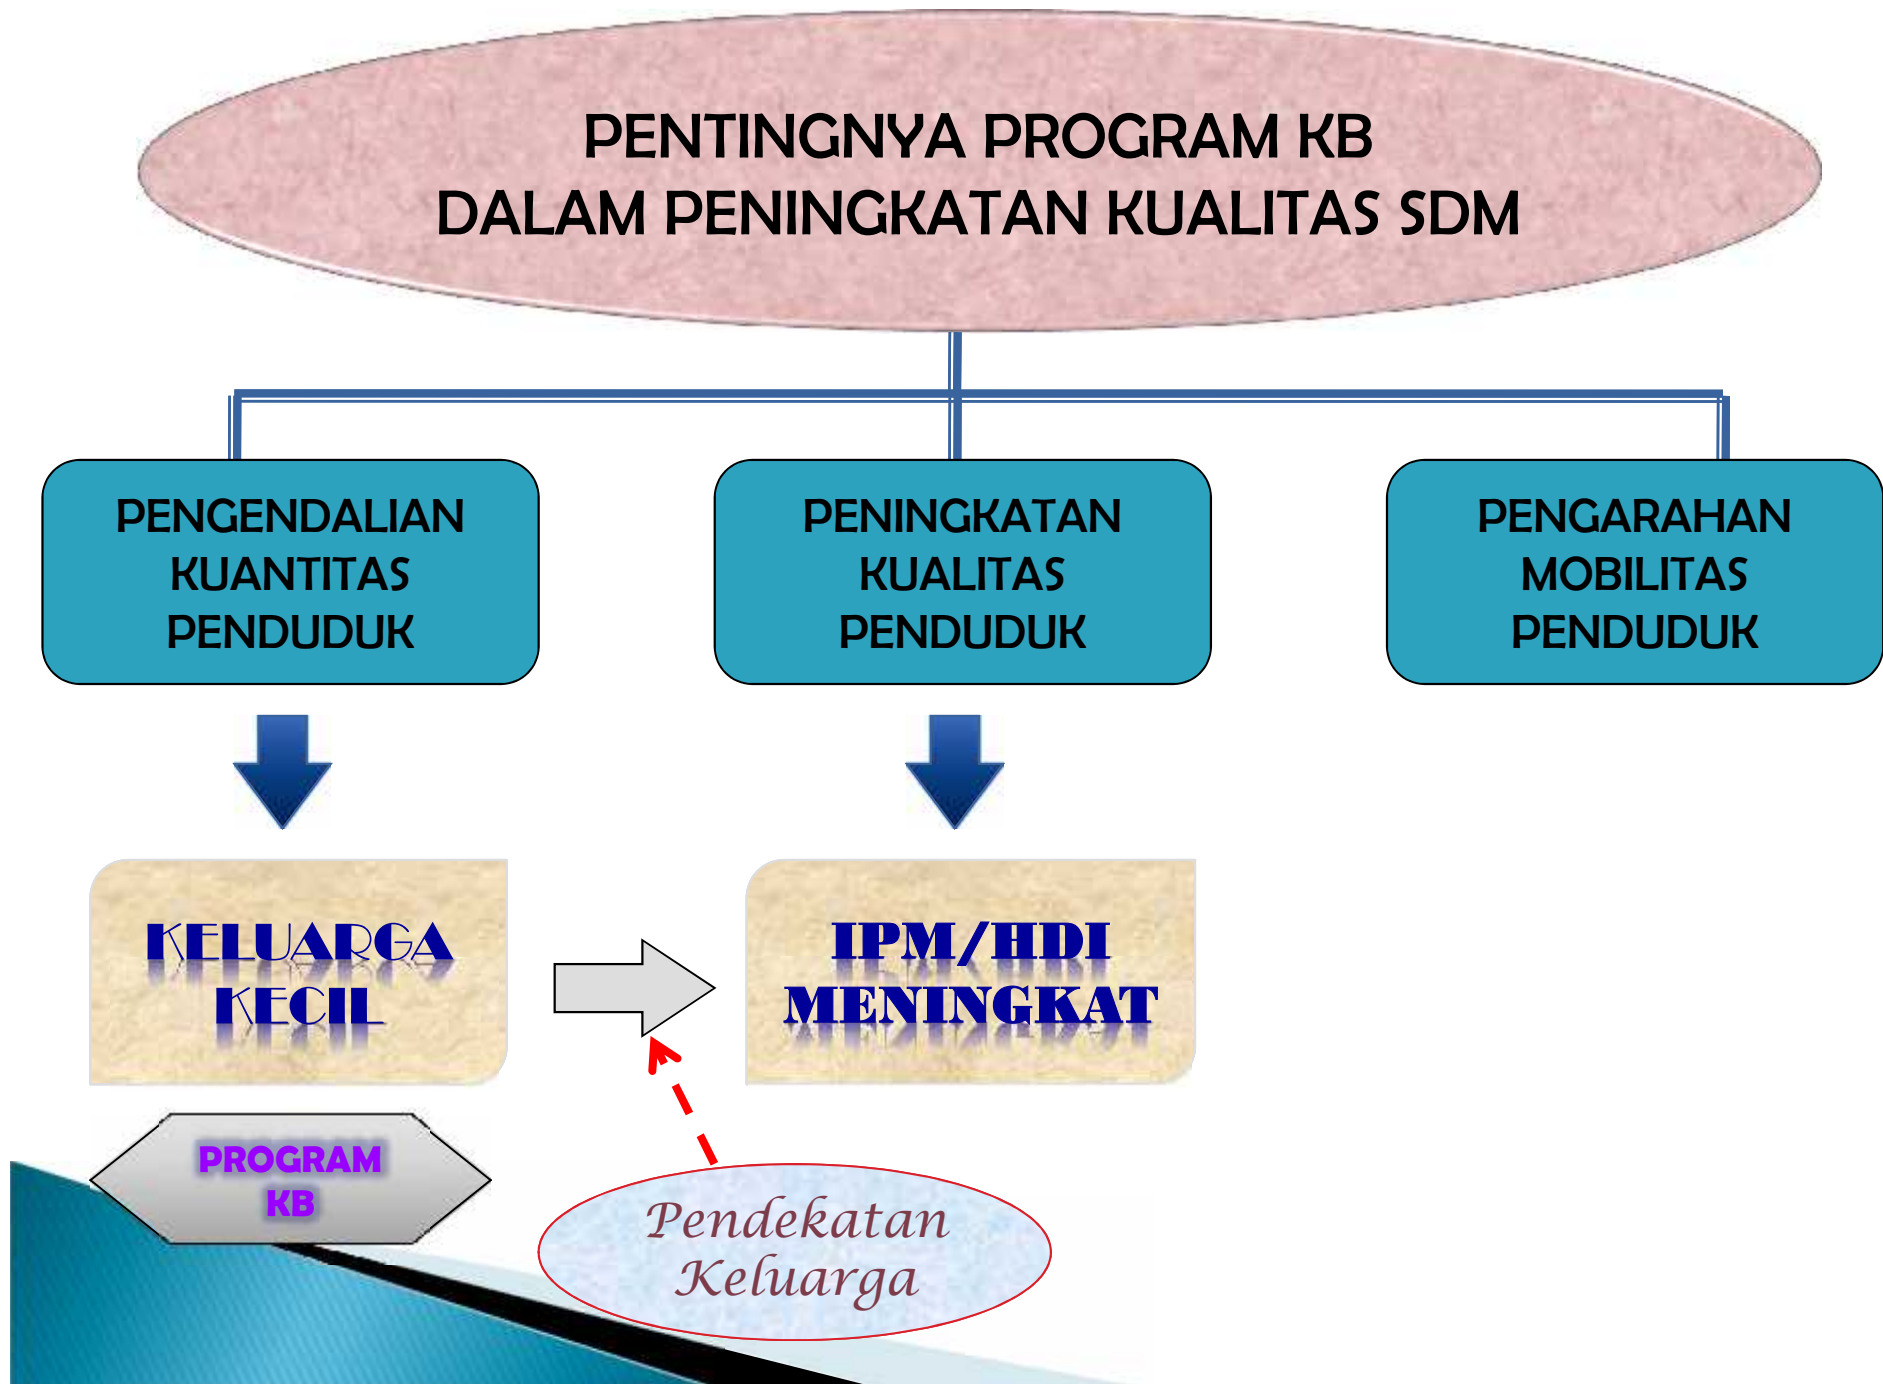 PENTINGNYA PROGRAM KB
DALAM PENINGKATAN KUALITAS SDM
PENGENDALIAN
KUANTITAS
PENDUDUK
PENINGKATAN
KUALITAS
PENDUDUK
PENGARAHAN
MOBILITAS
PENDUDUK
KELUARGA
KECIL
IPM/HDI
MENINGKAT
PROGRAM
KB
Pendekatan
Keluarga